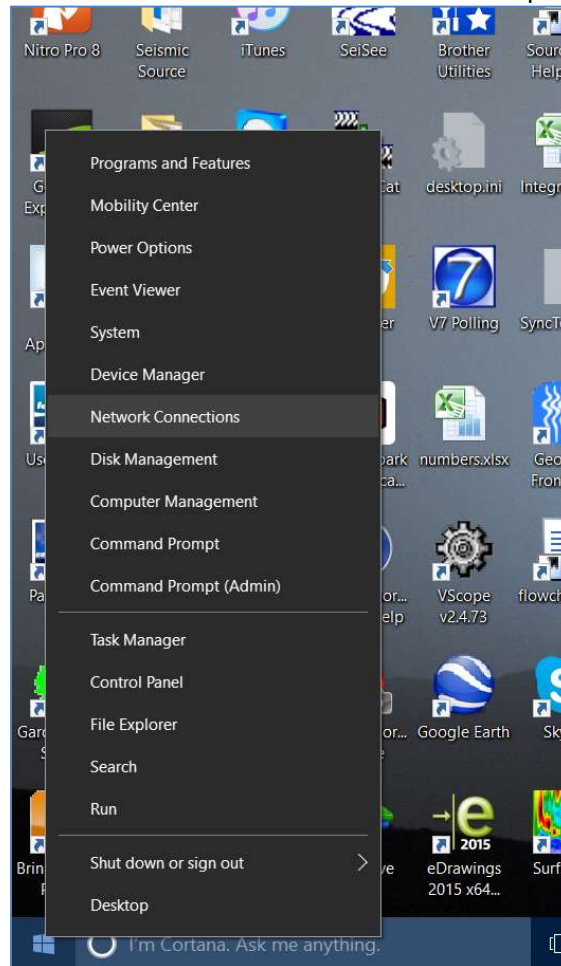 Nitro Pro 8
Seismic
Source
iTunes
SeiSee
Brother
Utilities
desktop.ini
7
V7 Polling
numbers.xlsx
VScope
v2.4.73
Google Earth
e
2015
eDrawings
2015 x64...
Programs and Features
Mobility Center
Power Options
Event Viewer
System
Device Manager
Network Connections
Disk Management
Computer Management
Command Prompt
Command Prompt (Admin)
Task Manager
Control Panel
File Explorer
Search
Run
Shut down or sign out
Desktop
I'm Cortana. Ask me anything.